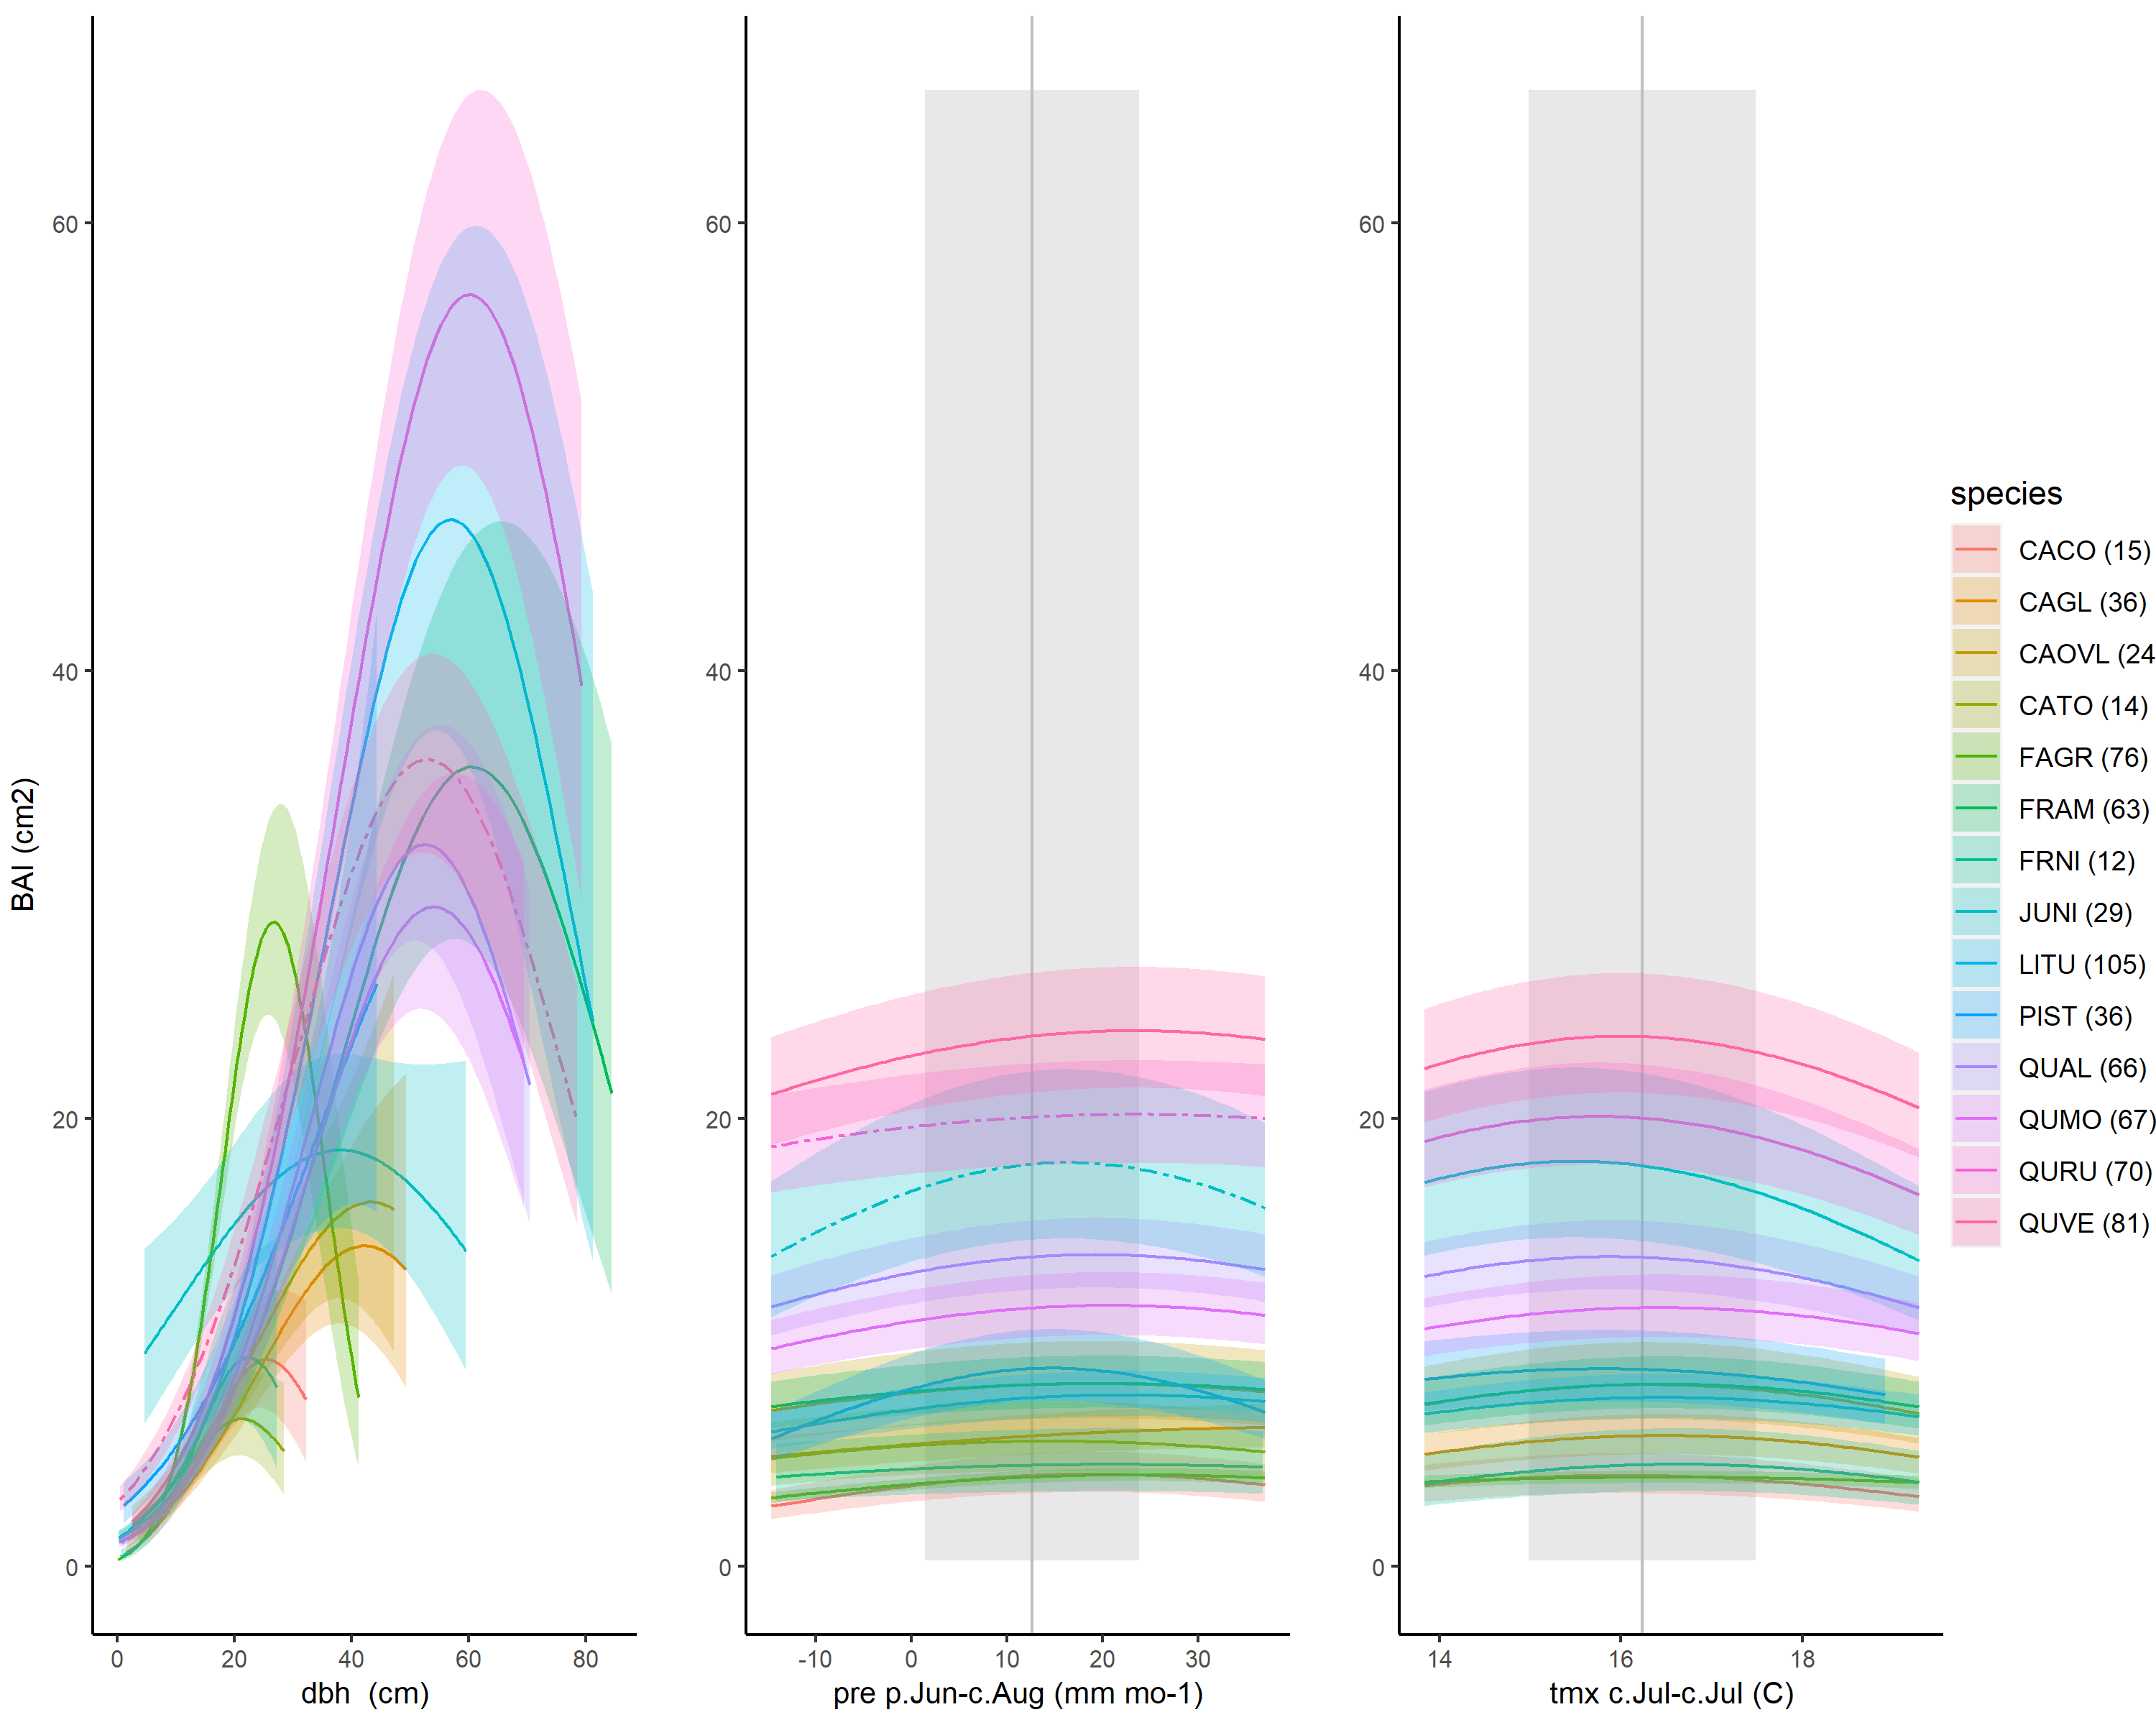 BAI (cm2)
60
40
20
0
0 20 40 60 80
dbh (cm)
60
40
20
0
-10 0 10 20 30
pre p.Jun-c.Aug (mm mo-1)
60
40
20
0
14 16 18
tmx c.Jul-c.Jul (C)
species
CACO (15)
CAGL (36)
CAOVL (24
CATO (14)
FAGR (76)
FRAM (63)
FRNI (12)
JUNI (29)
LITU (105)
PIST (36)
QUAL (66)
QUMO (67)
QURU (70)
QUVE (81)